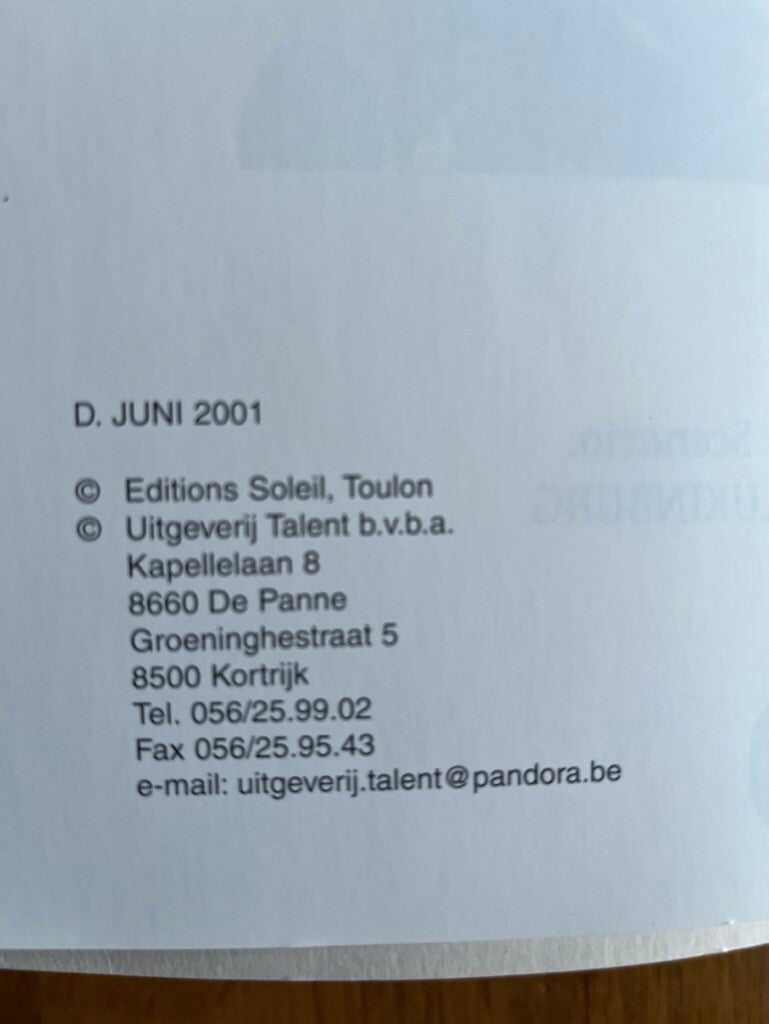 D. JUNI 2001
© Editions Soleil, Toulon
© Uitgeverij Talent b.v.b.a.
Kapellelaan 8
8660 De Panne
Groeninghestraat 5
8500 Kortrijk
Tel. 056/25.99.02
Fax 056/25.95.43
e-mail: uitgeverij.talent@pandora.be
Scenario: